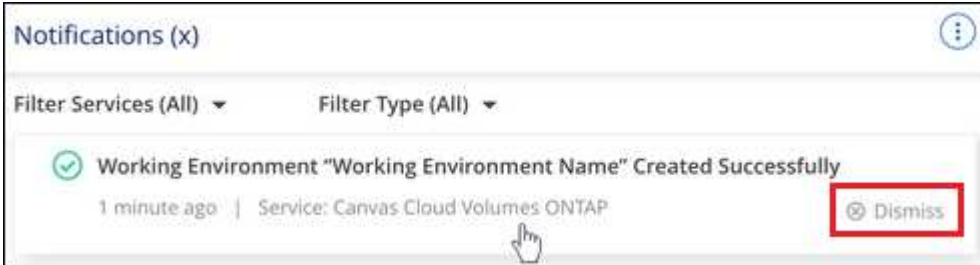 Notifications (x)
Filter Services (All) Filter Type (All)
Working Environment “Working Environment Name” Created Successfully
1 minute ago | Service: Canvas Cloud Volumes ONTAP
Dismiss